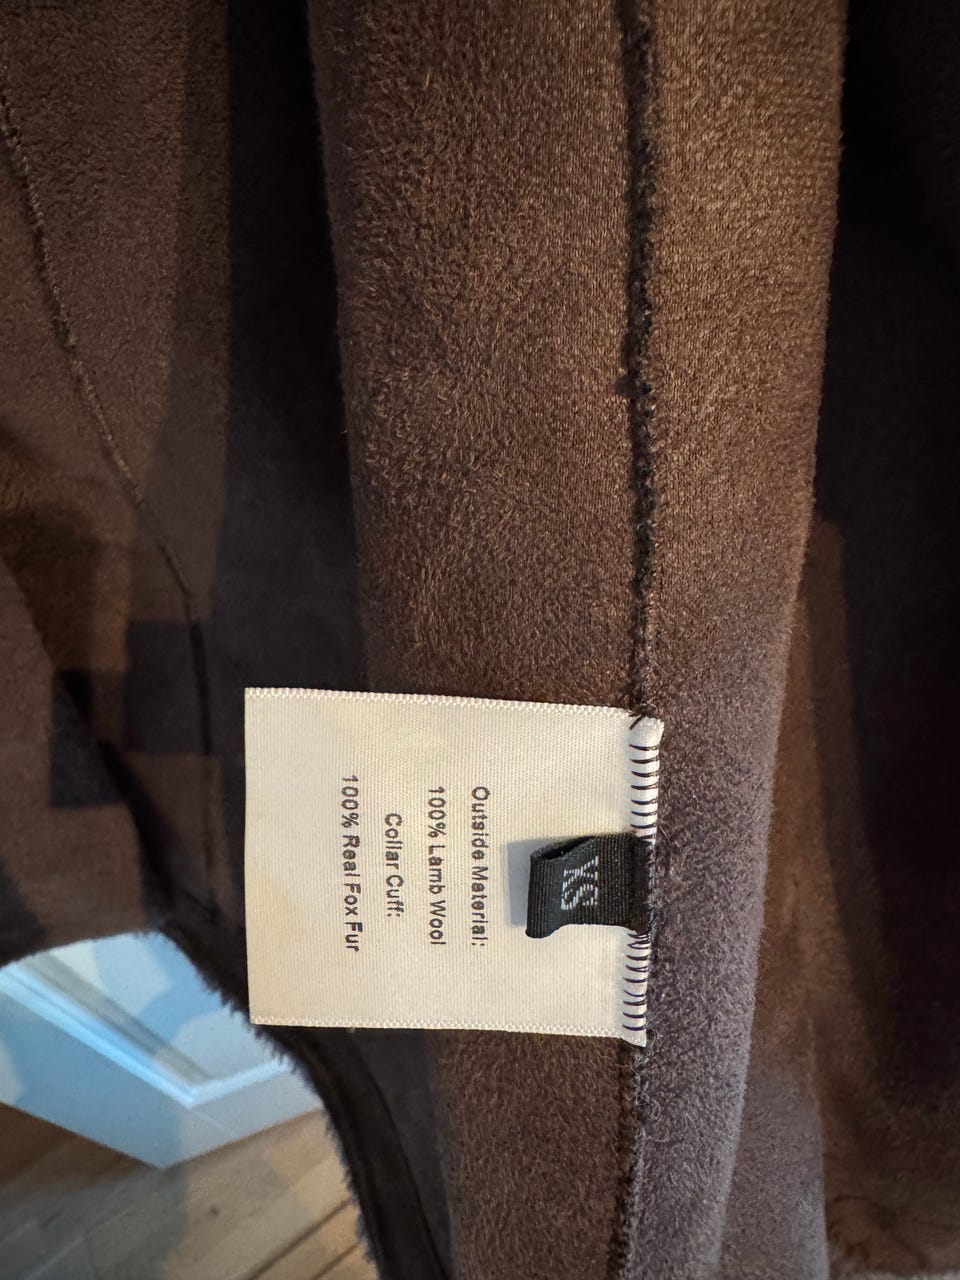 XS
Outside Material:
100% Lamb Wool
Collar Cuff:
100% Real Fox Fur